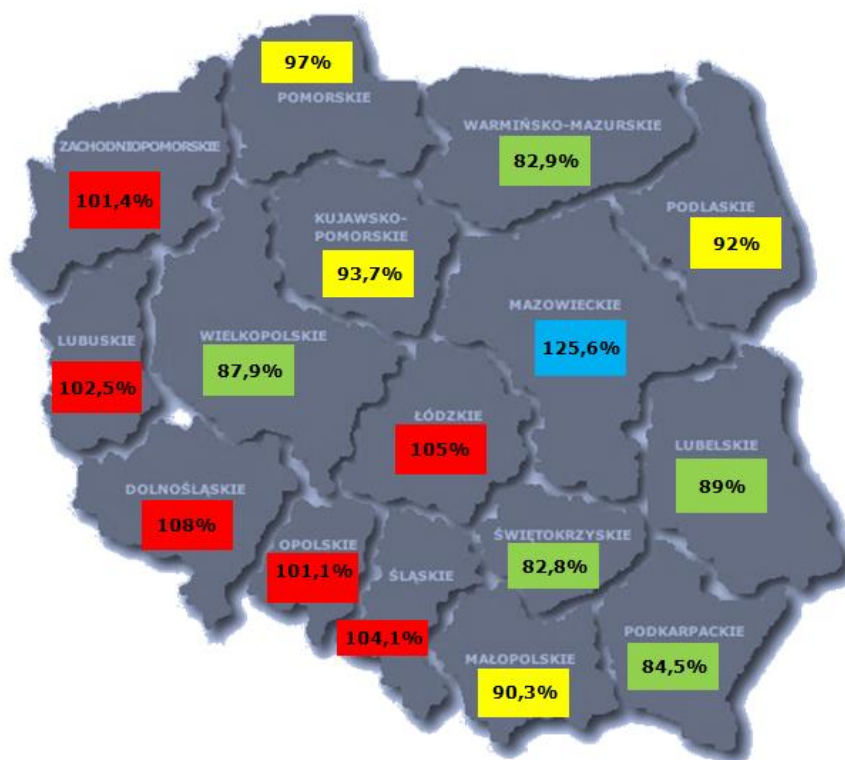 97%
POMORSKIE
WARMIŃSKO-MAZURSKIE
82,9%
ZACHODNIOPOMORSKIE
101,4%
KUJAWSKO-
POMORSKIE
93,7%
PODLASKIE
92%
MAZOWIECKIE
125,6%
LUBUSKIE
102,5%
WIELKOPOLSKIE
87,9%
ŁÓDZKIE
105%
LUBELSKIE
89%
DOLNOŚLĄSKIE
108%
OPOLSKIE
101,1%
ŚLĄSKIE
104,1%
ŚWIĘTOKRZYSKIE
82,8%
MAŁOPOLSKIE
90,3%
PODKARPACKIE
84,5%